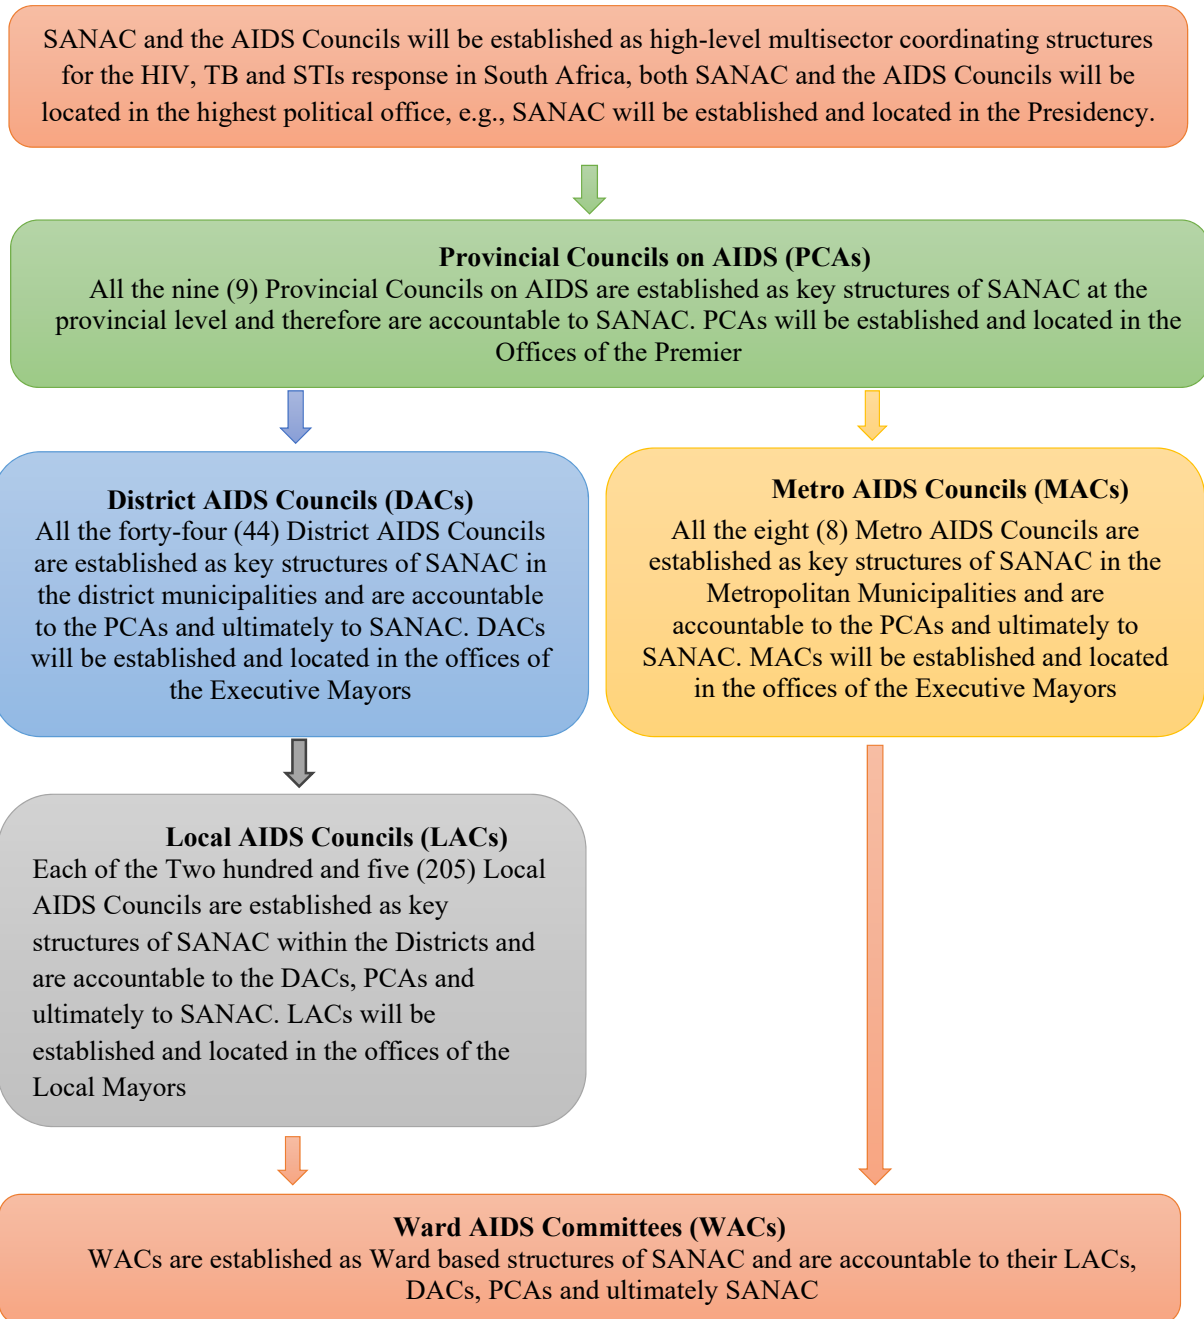 SANAC and the AIDS Councils will be established as high-level multisector coordinating structures
for the HIV, TB and STIs response in South Africa, both SANAC and the AIDS Councils will be
located in the highest political office, e.g., SANAC will be established and located in the Presidency.
Provincial Councils on AIDS (PCAs)
All the nine (9) Provincial Councils on AIDS are established as key structures of SANAC at the
provincial level and therefore are accountable to SANAC. PCAs will be established and located in the
Offices of the Premier
District AIDS Councils (DACs)
All the forty-four (44) District AIDS Councils
are established as key structures of SANAC in
the district municipalities and are accountable
to the PCAs and ultimately to SANAC. DACs
will be established and located in the offices of
the Executive Mayors
Metro AIDS Councils (MACs)
All the eight (8) Metro AIDS Councils are
established as key structures of SANAC in the
Metropolitan Municipalities and are
accountable to the PCAs and ultimately to
SANAC. MACs will be established and located
in the offices of the Executive Mayors
Local AIDS Councils (LACs)
Each of the Two hundred and five (205) Local
AIDS Councils are established as key
structures of SANAC within the Districts and
are accountable to the DACs, PCAs and
ultimately to SANAC. LACs will be
established and located in the offices of the
Local Mayors
Ward AIDS Committees (WACs)
WACs are established as Ward based structures of SANAC and are accountable to their LACs,
DACs, PCAs and ultimately SANAC